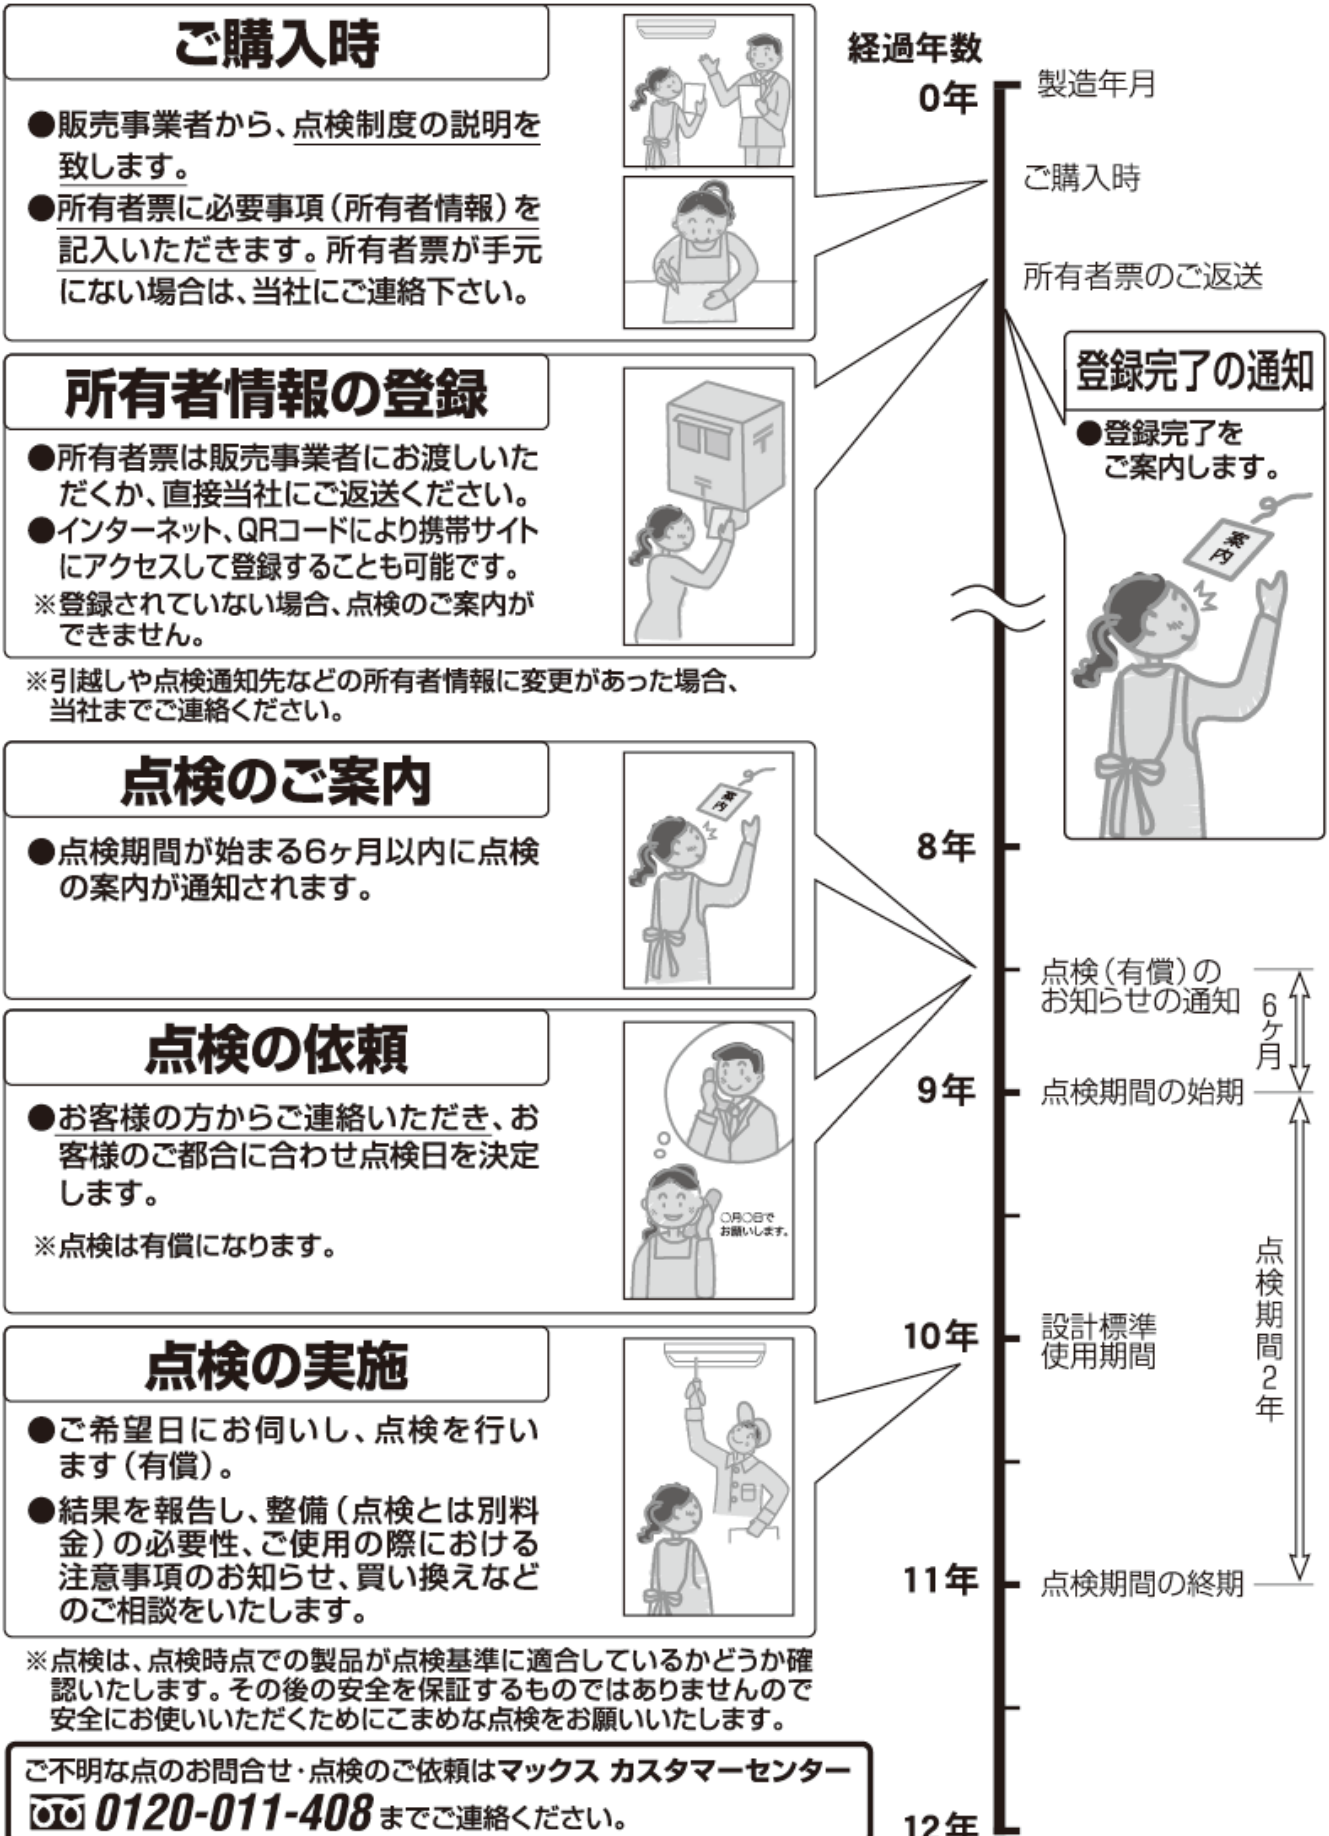 ご購入時
●販売事業者から、点検制度の説明を
致します。
●所有者票に必要事項(所有者情報)を
記入いただきます。所有者票が手元
にない場合は、当社にご連絡下さい。
所有者情報の登録
●所有者票は販売事業者にお渡しいた
だくか、直接当社にご返送ください。
●インターネット、QRコードにより携帯サイト
にアクセスして登録することも可能です。
※登録されていない場合、点検のご案内が
できません。
※引越しや点検通知先などの所有者情報に変更があった場合、
当社までご連絡ください。
点検のご案内
●点検期間が始まる6ヶ月以内に点検
の案内が通知されます。
案内
点検の依頼
●お客様の方からご連絡いただき、お
客様のご都合に合わせ点検日を決定
します。
※点検は有償になります。
○月○日で
お願いします。
点検の実施
●ご希望日にお伺いし、点検を行い
ます(有償)。
●結果を報告し、整備(点検とは別料
金)の必要性、ご使用の際における
注意事項のお知らせ、買い換えなど
のご相談をいたします。
※点検は、点検時点での製品が点検基準に適合しているかどうか確
認いたします。その後の安全を保証するものではありませんので
安全にお使いいただくためにこまめな点検をお願いいたします。
ご不明な点のお問合せ・点検のご依頼はマックス カスタマーセンター
0120-011-408 までご連絡ください。
経過年数
0年
製造年月
ご購入時
所有者票のご返送
登録完了の通知
●登録完了を
ご案内します。
案内
8年
点検(有償)の
お知らせの通知
6ヶ月
9年
点検期間の始期
点検期間2年
10年
設計標準
使用期間
11年
点検期間の終期
12年